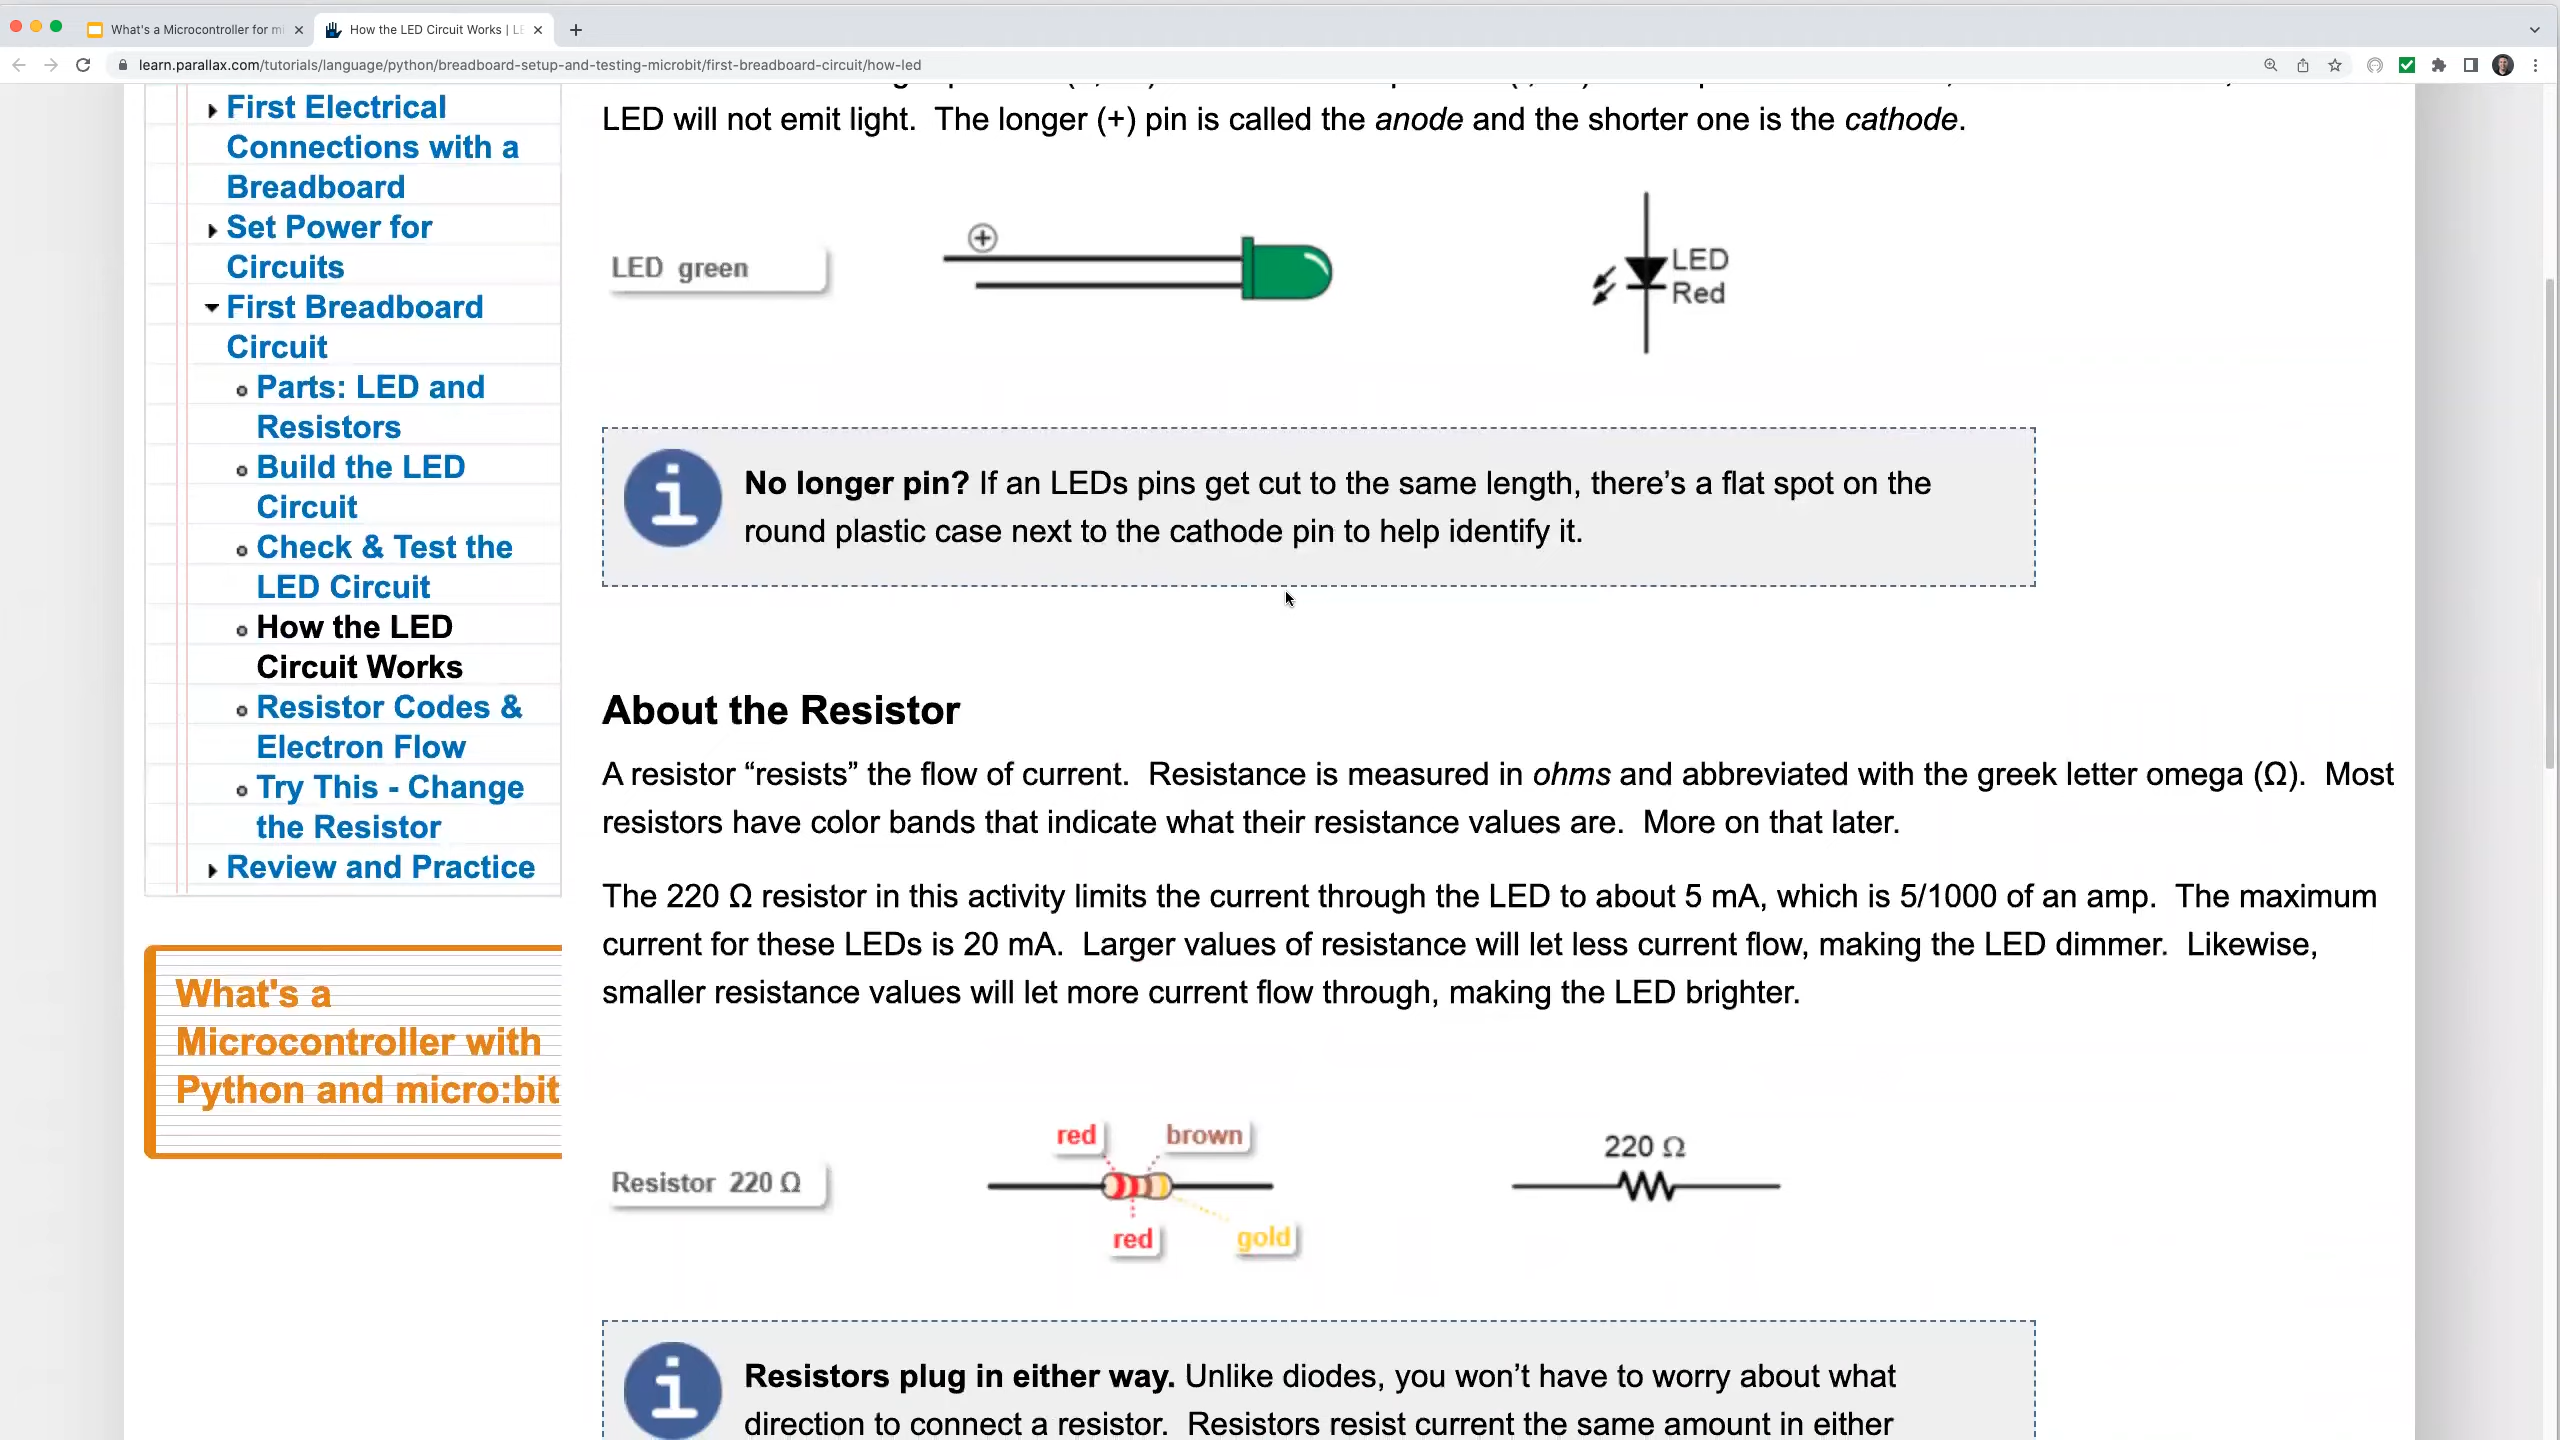 What's a Microcontroller for mi
How the LED Circuit Works | LE
learn.parallax.com/tutorials/language/python/breadboard-setup-and-testing-microbit/first-breadboard-circuit/how-led
First Electrical
Connections with a
Breadboard
Set Power for
Circuits
First Breadboard
Circuit
Parts: LED and
Resistors
Build the LED
Circuit
Check & Test the
LED Circuit
How the LED
Circuit Works
Resistor Codes &
Electron Flow
Try This - Change
the Resistor
Review and Practice
What's a
Microcontroller with
Python and micro:bit
LED will not emit light.  The longer (+) pin is called the anode and the shorter one is the cathode.
LED green
+
LED
Red
No longer pin? If an LEDs pins get cut to the same length, there’s a flat spot on the
round plastic case next to the cathode pin to help identify it.
About the Resistor
A resistor “resists” the flow of current.  Resistance is measured in ohms and abbreviated with the greek letter omega (Ω).  Most
resistors have color bands that indicate what their resistance values are.  More on that later.
The 220 Ω resistor in this activity limits the current through the LED to about 5 mA, which is 5/1000 of an amp.  The maximum
current for these LEDs is 20 mA.  Larger values of resistance will let less current flow, making the LED dimmer.  Likewise,
smaller resistance values will let more current flow through, making the LED brighter.
Resistor 220 Ω
red
brown
red
gold
220 Ω
Resistors plug in either way. Unlike diodes, you won’t have to worry about what
direction to connect a resistor.  Resistors resist current the same amount in either